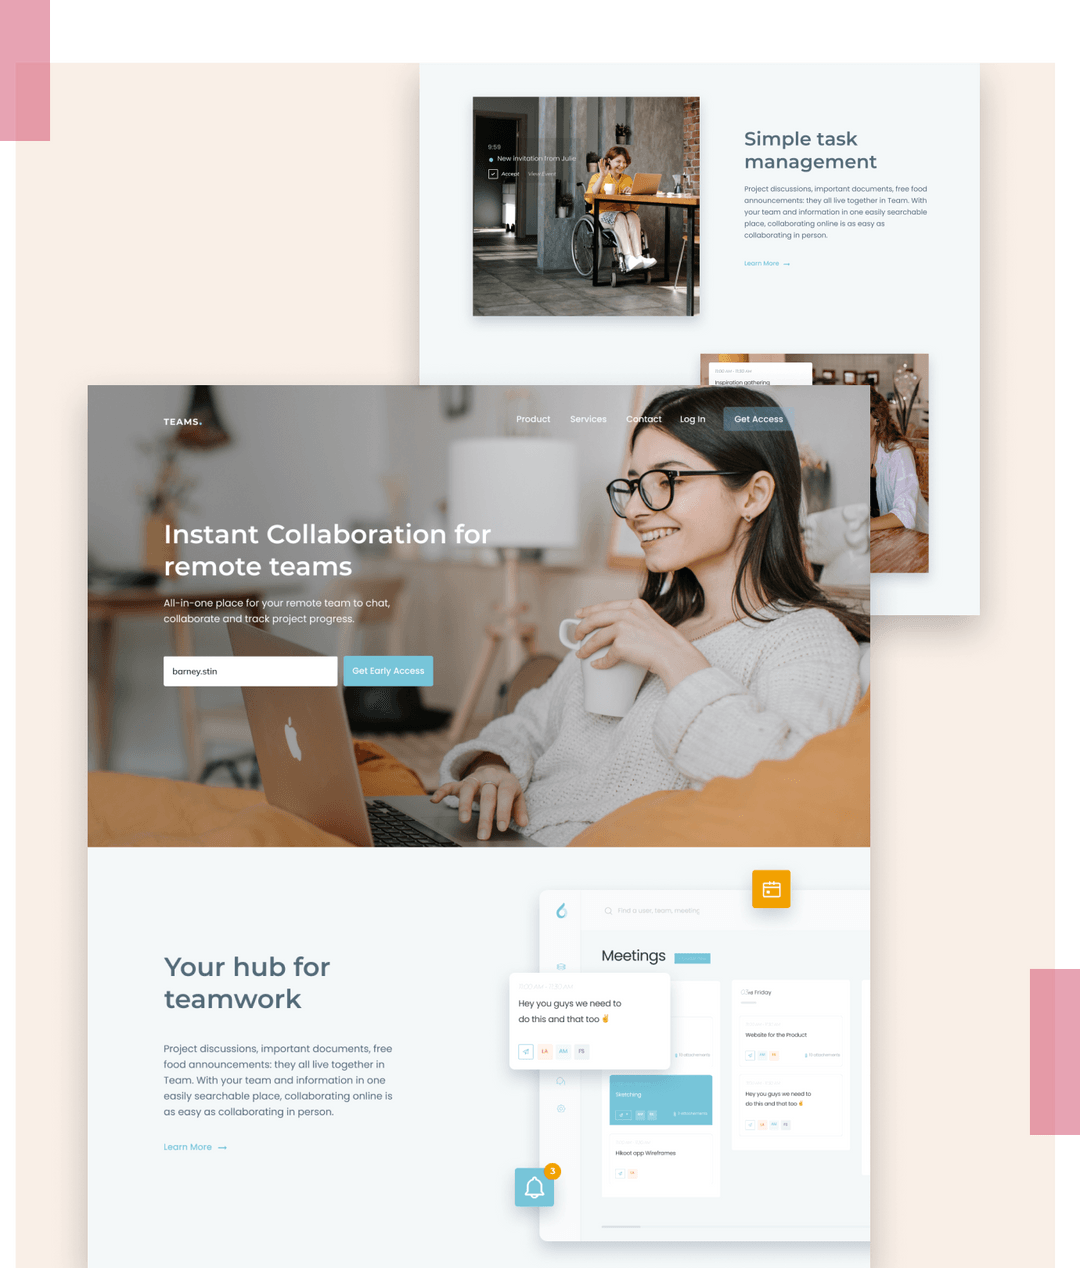 9:59
New invitation from Julie
Accept View Event
Simple task
management
Project discussions, important documents, free food
announcements: they all live together in Team. With
your team and information in one easily searchable
place, collaborating online is as easy as
collaborating in person.
Learn More →
Inspiration gathering
TEAMS.
Product Services Contact Log In Get Access
Instant Collaboration for
remote teams
All-in-one place for your remote team to chat,
collaborate and track project progress.
barney.stin
Get Early Access
Your hub for
teamwork
Project discussions, important documents, free
food announcements: they all live together in
Team. With your team and information in one
easily searchable place, collaborating online is
as easy as collaborating in person.
Learn More →
Find a user, team, meeting
Meetings
Hey you guys we need to
do this and that too ✌
LA AM FS
Sketching
Hikoot app Wireframes
Friday
Website for the Product
Hey you guys we need to
do this and that too ✌
LA AM FS
3